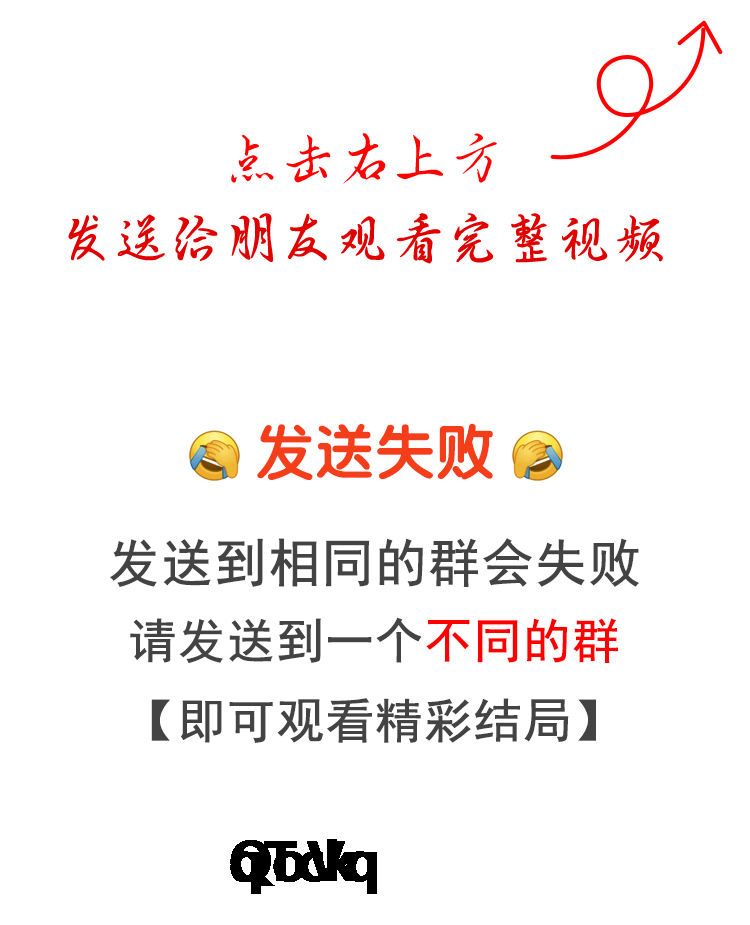 点击右上方
发送给朋友观看完整视频
发送失败
发送到相同的群会失败
请发送到一个不同的群
【即可观看精彩结局】